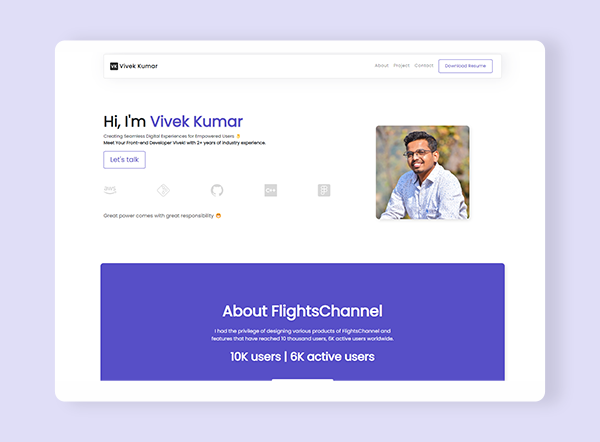 VK Vivek Kumar
About Project Contact Download Resume
Hi, I'm Vivek Kumar
Creating Seamless Digital Experiences for Empowered Users
Meet Your Front-end Developer Vivek! with 2+ years of industry experience.
Let's talk
aws C++
Great power comes with great responsibility
About FlightsChannel
I had the privilege of designing various products of FlightsChannel and
features that have reached 10 thousand users, 6K active users worldwide.
10K users | 6K active users